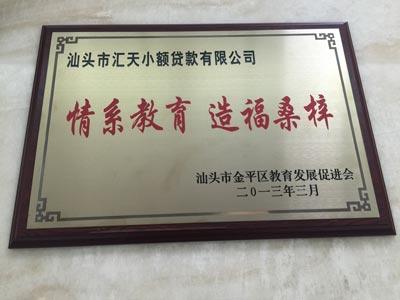 汕头市汇天小额贷款有限公司
情系教育 造福桑梓
汕头市金平区教育发展促进会
二0一三年三月